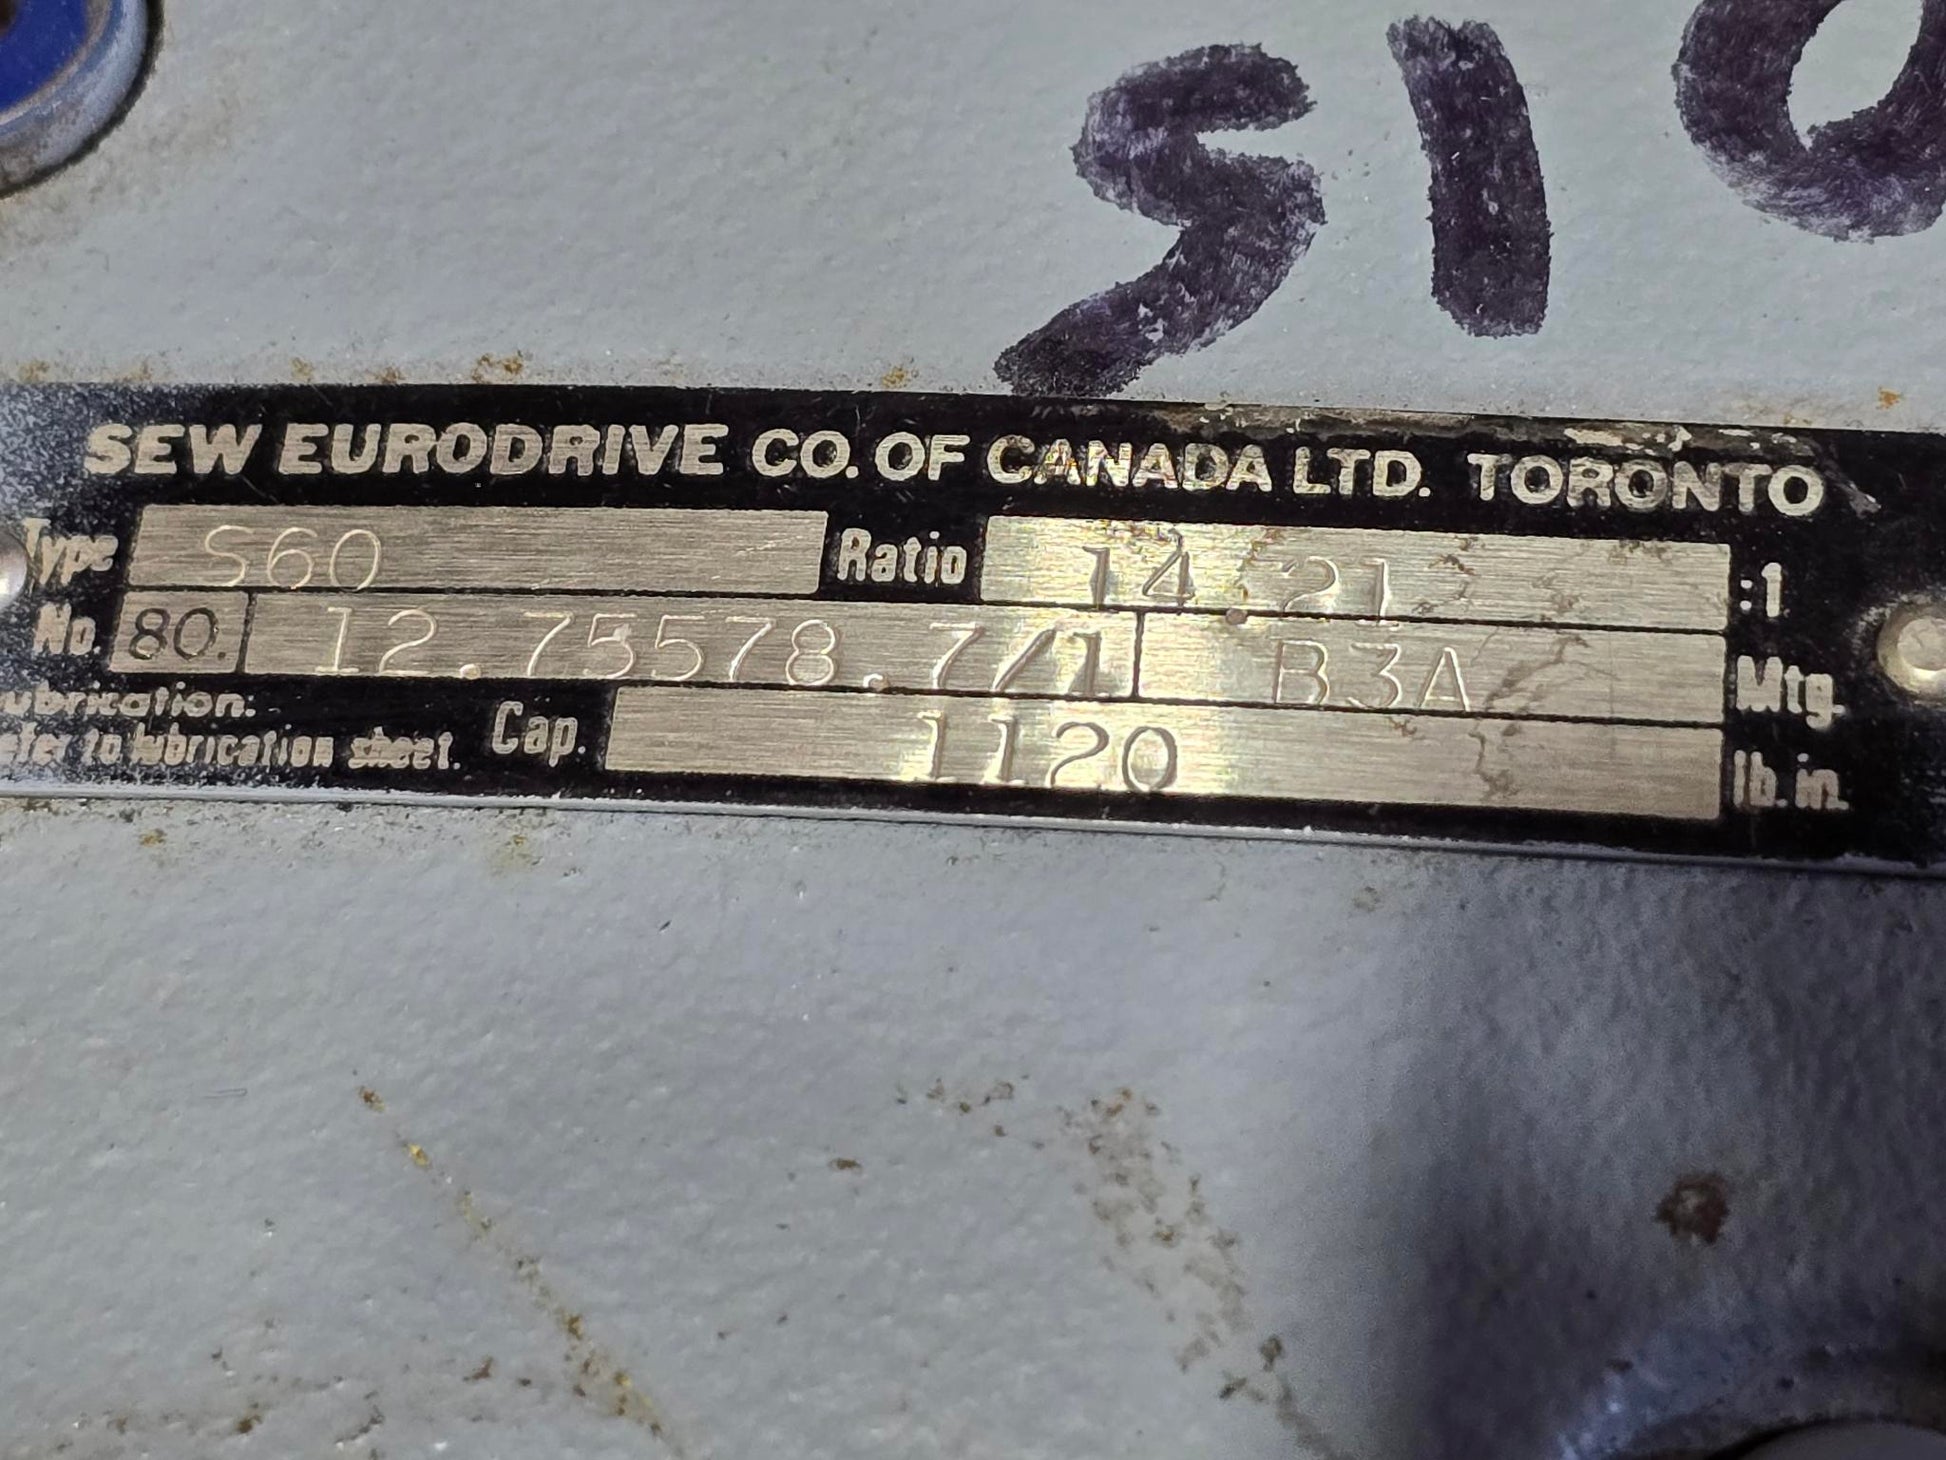 510
SEW EURODRIVE CO. OF CANADA LTD. TORONTO
Type S60 Ratio 14.21 :1
No. 80. 12.75578.7/1 B3A Mtg.
ubrication: Cap. 1120 lb. in.
efer to lubrication sheet.